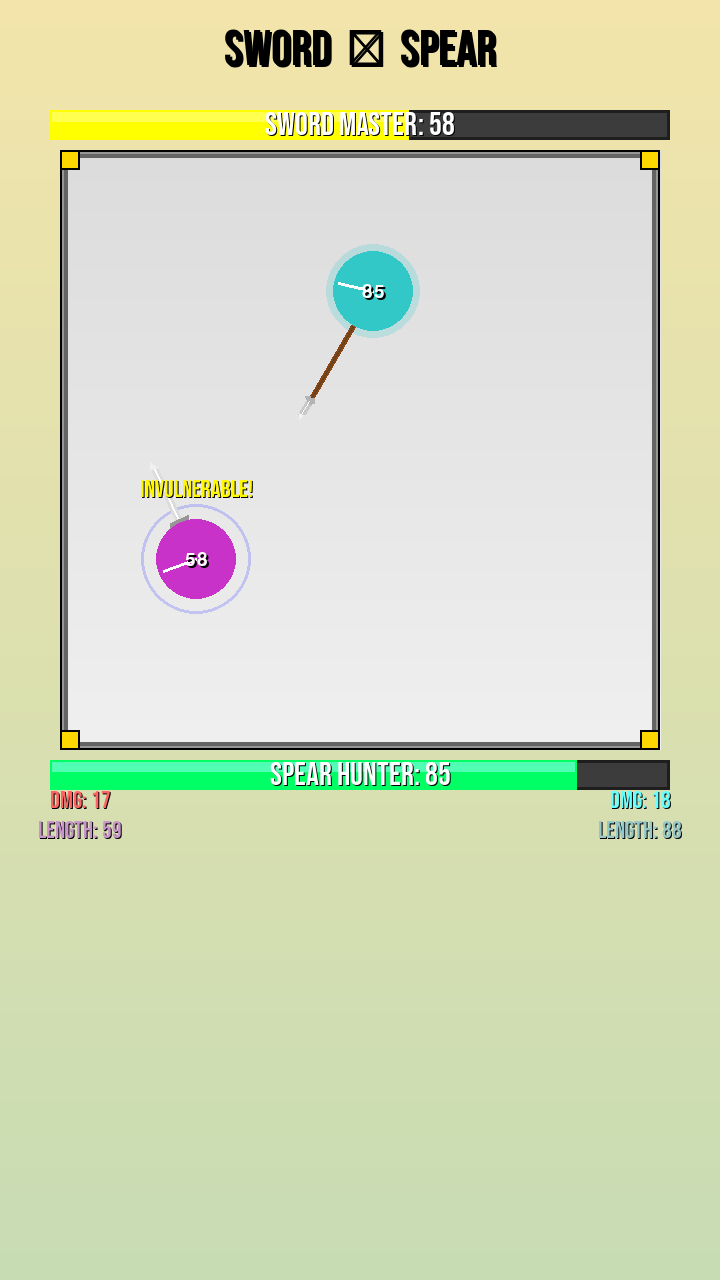 SWORD ☒ SPEAR
SWORD MASTER: 58
85
INVULNERABLE!
58
SPEAR HUNTER: 85
DMG: 17 DMG: 18
LENGTH: 59 LENGTH: 88